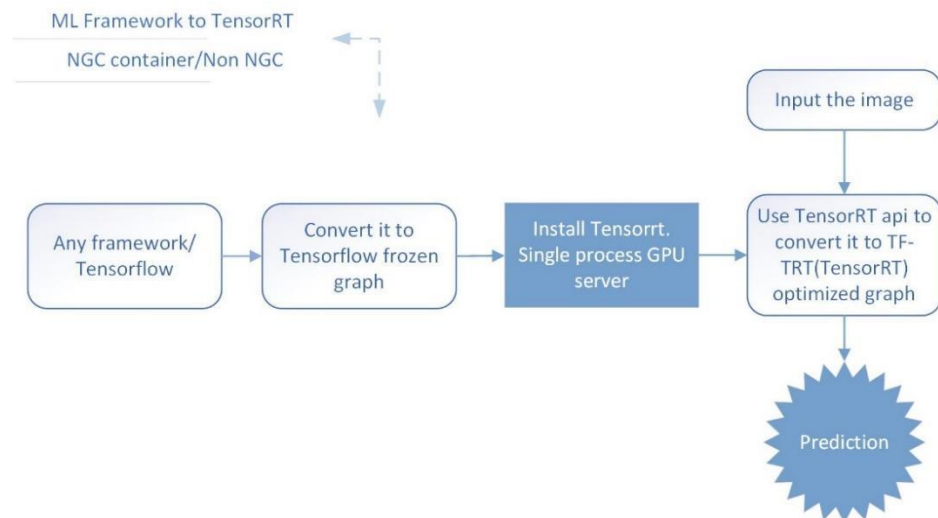 ML Framework to TensorRT
NGC container/Non NGC
Input the image
Any framework/
Tensorflow
Convert it to
Tensorflow frozen
graph
Install Tensorrt.
Single process GPU
server
Use TensorRT api to
convert it to TF-
TRT(TensorRT)
optimized graph
Prediction